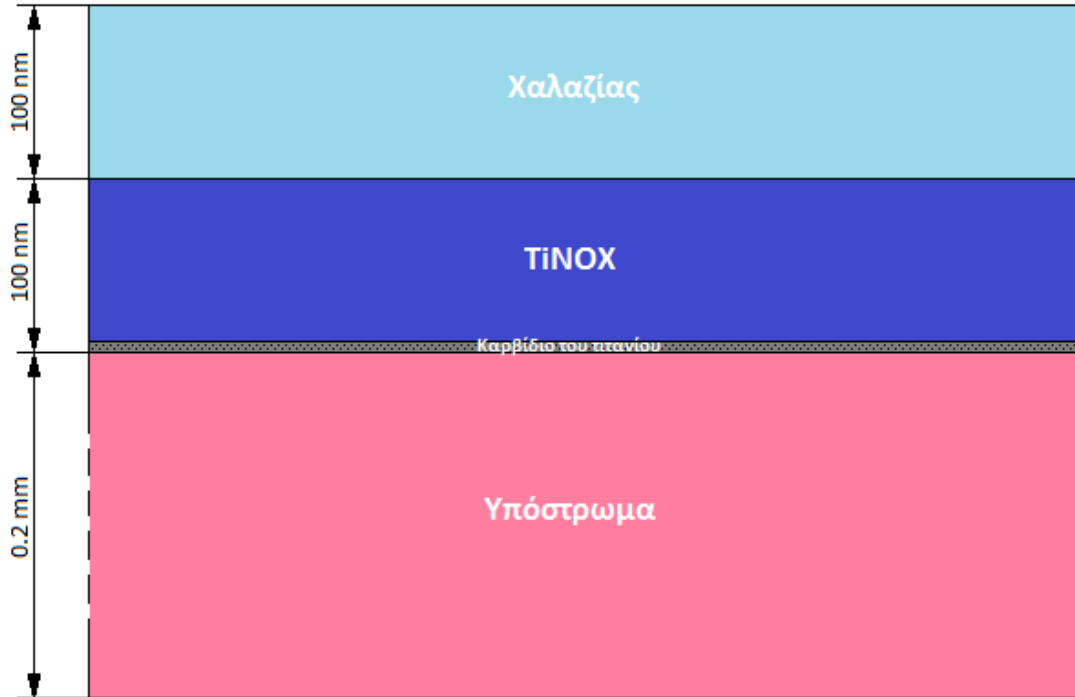 100 nm
Χαλαζίας
100 nm
TiNOX
Καρβίδιο του τιτανίου
0.2 mm
Υπόστρωμα